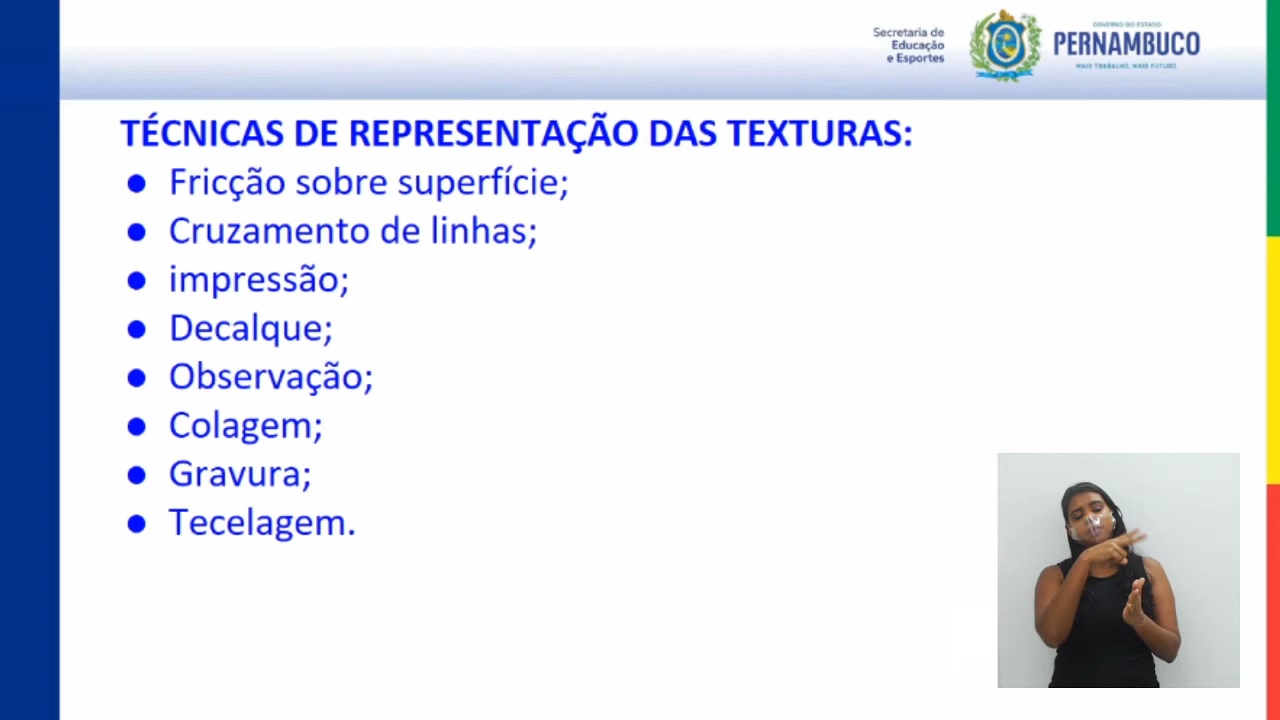 Secretaria de
Educação
e Esportes
GOVERNO DO ESTADO
PERNAMBUCO
MAIS TRABALHO, MAIS FUTURO.
TÉCNICAS DE REPRESENTAÇÃO DAS TEXTURAS:
● Fricção sobre superfície;
● Cruzamento de linhas;
● impressão;
● Decalque;
● Observação;
● Colagem;
● Gravura;
● Tecelagem.